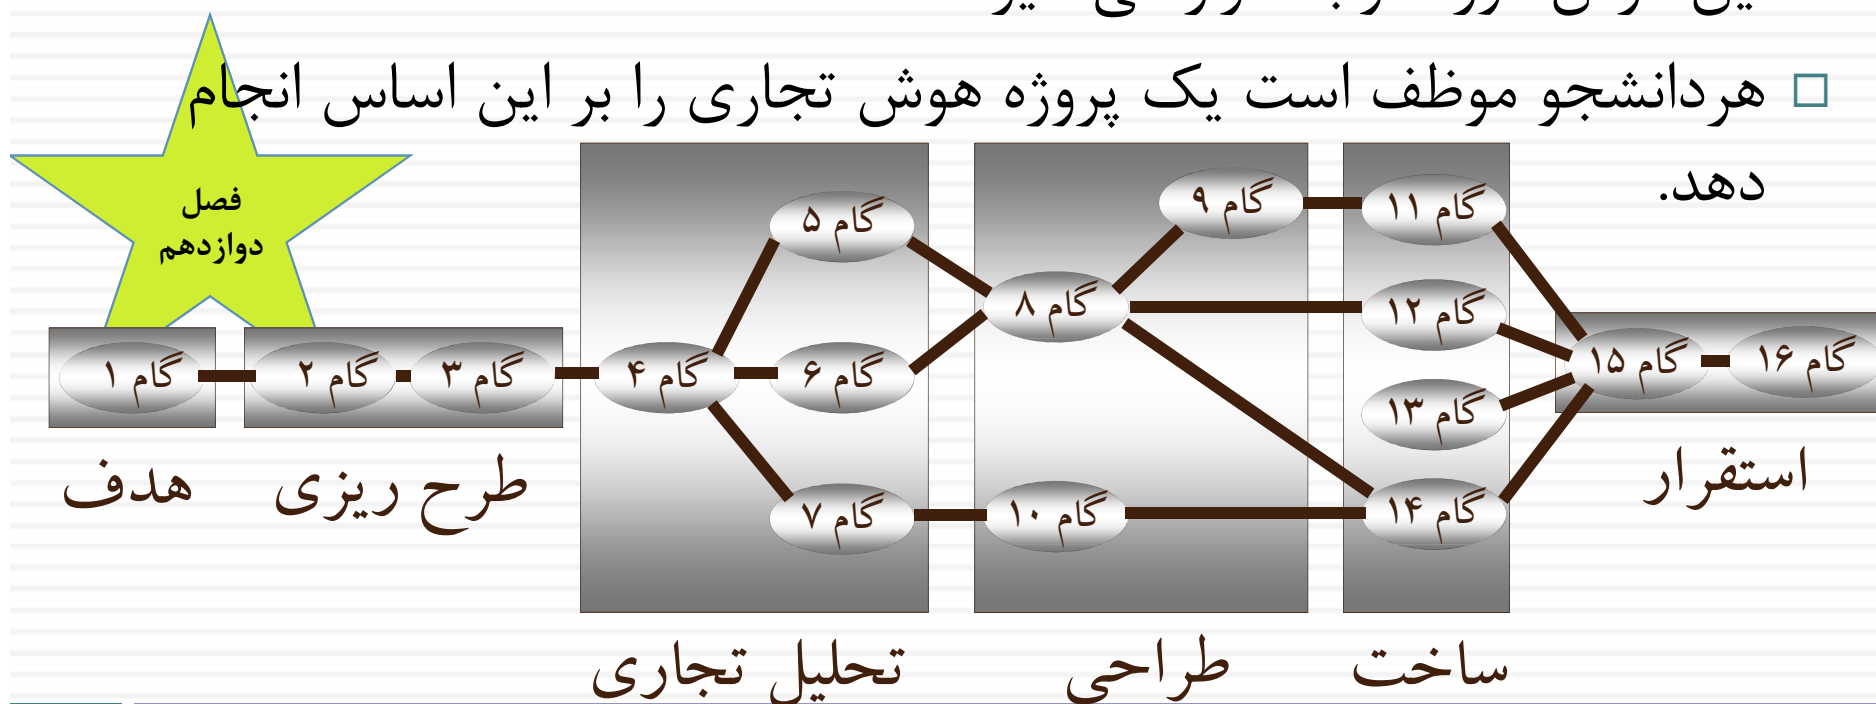 هردانشجو موظف است یک پروژه هوش تجاری را بر این اساس انجام
دهد.
فصل
دوازدهم
گام ۱
گام ۲
گام ۳
گام ۴
گام ۵
گام ۶
گام ۷
گام ۸
گام ۹
گام ۱۰
گام ۱۱
گام ۱۲
گام ۱۳
گام ۱۴
گام ۱۵
گام ۱۶
هدف
طرح ریزی
تحلیل تجاری
طراحی
ساخت
استقرار